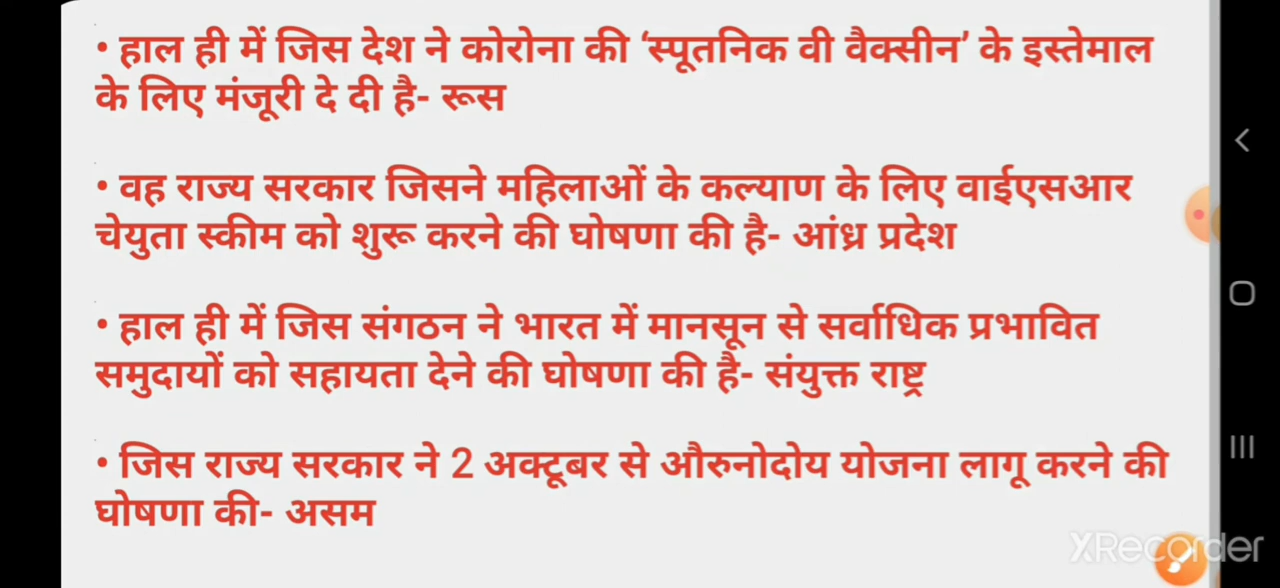 • हाल ही में जिस देश ने कोरोना की ‘स्पूतनिक वी वैक्सीन’ के इस्तेमाल
के लिए मंजूरी दे दी है- रूस
• वह राज्य सरकार जिसने महिलाओं के कल्याण के लिए वाईएसआर
चेयुता स्कीम को शुरू करने की घोषणा की है- आंध्र प्रदेश
• हाल ही में जिस संगठन ने भारत में मानसून से सर्वाधिक प्रभावित
समुदायों को सहायता देने की घोषणा की है- संयुक्त राष्ट्र
• जिस राज्य सरकार ने 2 अक्टूबर से औरुनोदोय योजना लागू करने की
घोषणा की- असम
XRecorder